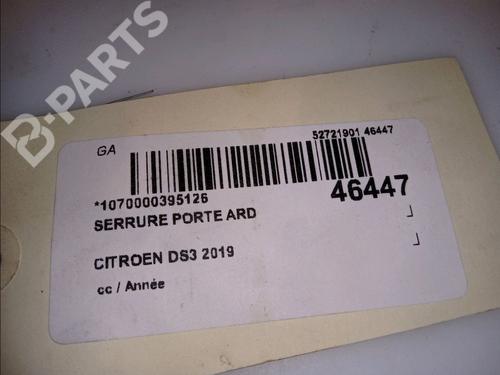 B-PARTS
GA
52721901 46447
*1070000395126
46447
SERRURE PORTE ARD
CITROEN DS3 2019
cc / Année